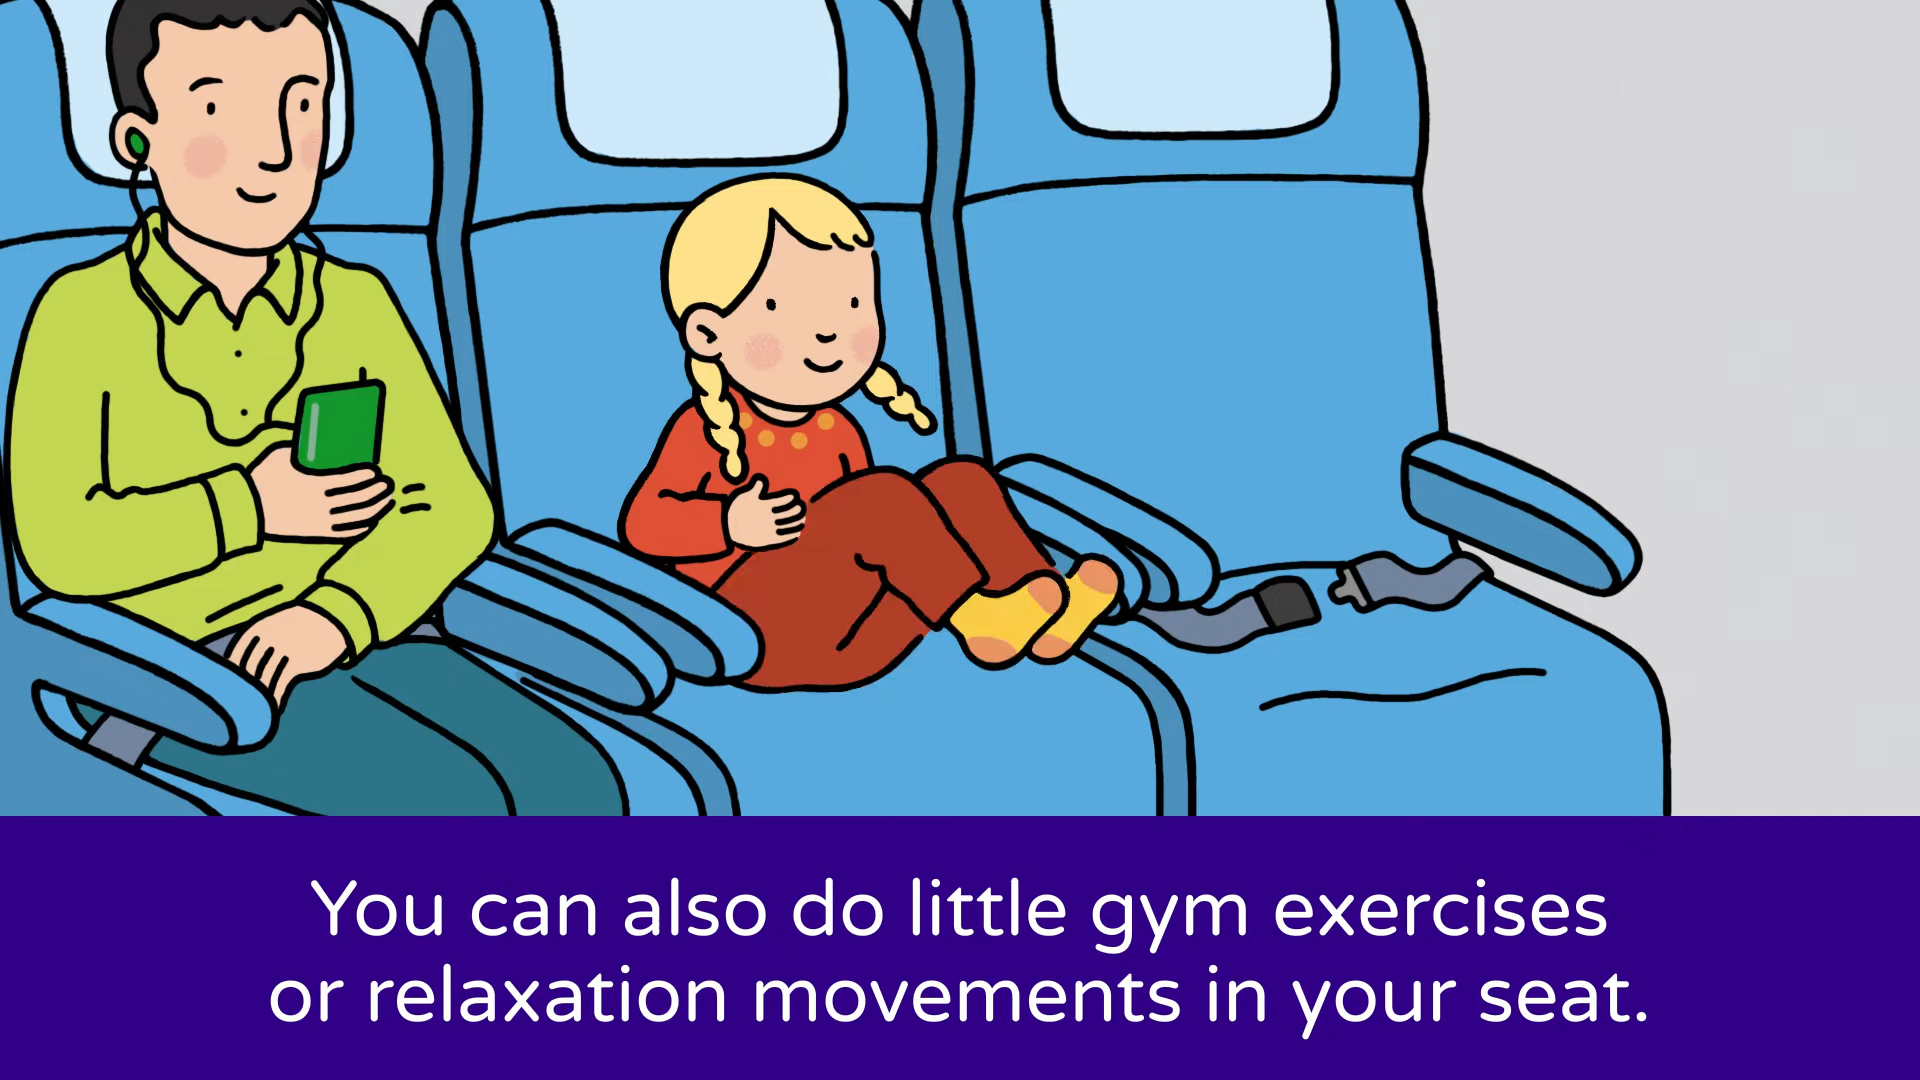 You can also do little gym exercises
or relaxation movements in your seat.